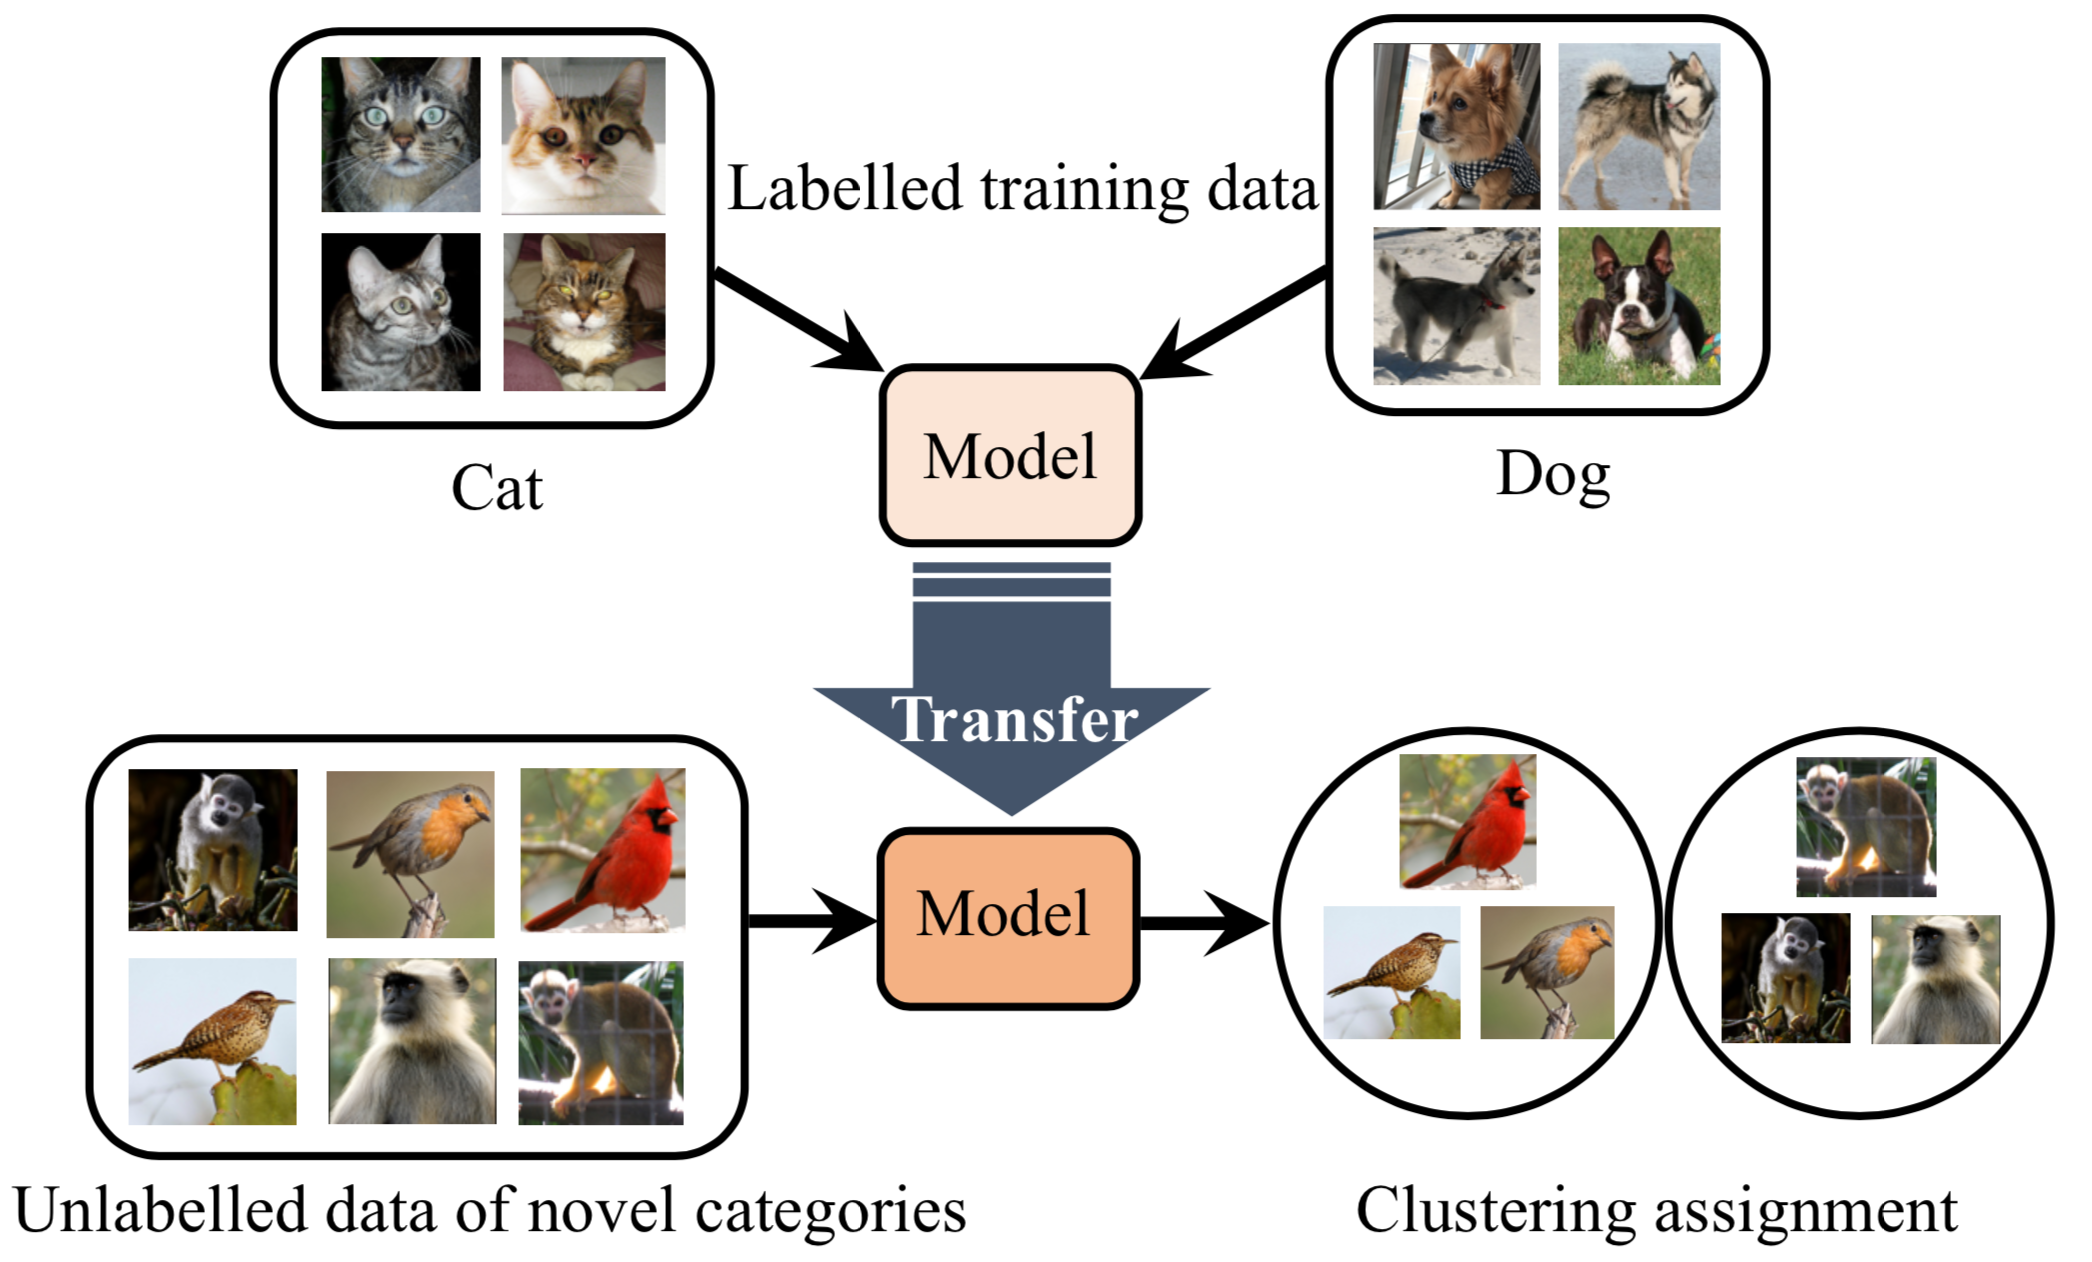 Labelled training data
Cat
Model
Dog
Transfer
Model
Unlabelled data of novel categories
Clustering assignment